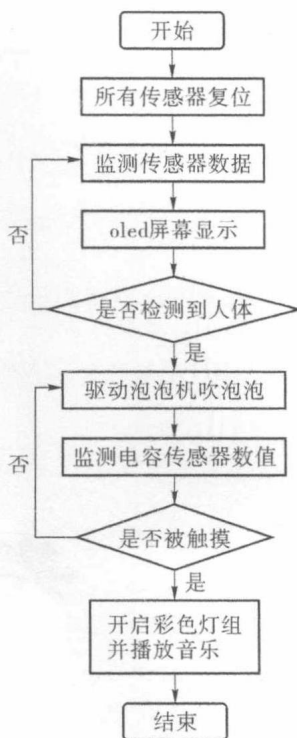 开始
所有传感器复位
监测传感器数据
否
oled屏幕显示
是否检测到人体
是
驱动泡泡机吹泡泡
否
监测电容传感器数值
是否被触摸
是
开启彩色灯组
并播放音乐
结束